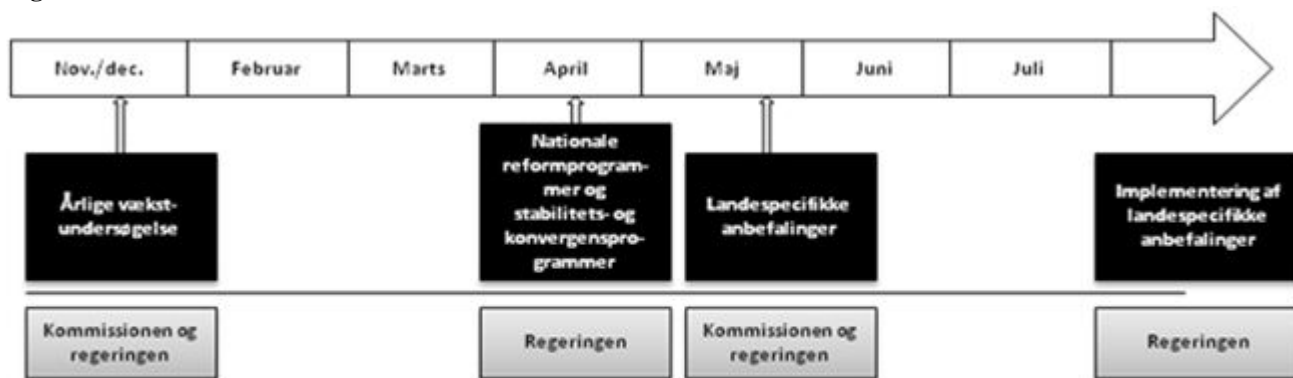 Nov./dec.
Februar
Marts
April
Maj
Juni
Juli
Årlige vækst-
undersøgelse
Nationale
reformprogram-
mer og
stabilitets- og
konvergenspro-
grammer
Landespecifikke
anbefalinger
Implementering af
landespecifikke
anbefalinger
Kommissionen og
regeringen
Regeringen
Kommissionen og
regeringen
Regeringen